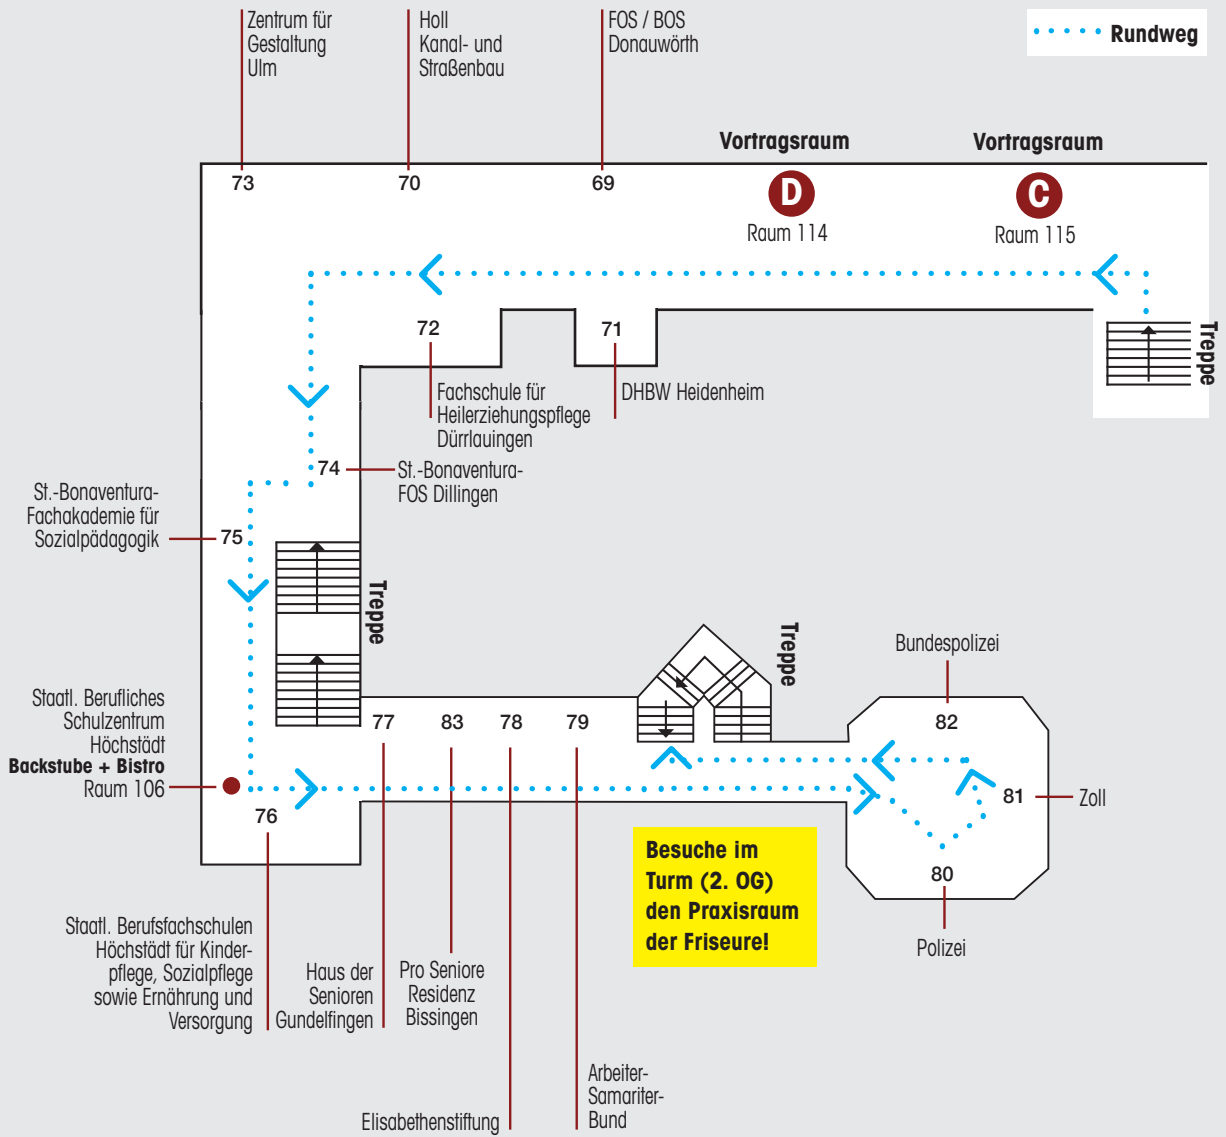 Zentrum für
Gestaltung
Ulm
Holl
Kanal- und
Straßenbau
FOS / BOS
Donauwörth
Rundweg
Vortragsraum
Vortragsraum
73
70
69
D
C
Raum 114
Raum 115
72
71
Treppe
Fachschule für
Heilerziehungspflege
Dürrlauingen
DHBW Heidenheim
74
St.-Bonaventura-
FOS Dillingen
St.-Bonaventura-
Fachakademie für
Sozialpädagogik
75
Treppe
Treppe
Bundespolizei
Staatl. Berufliches
Schulzentrum
Höchstädt
Backstube + Bistro
Raum 106
77
83
78
79
82
81
Zoll
76
80
Polizei
Besuche im
Turm (2. OG)
den Praxisraum
der Friseure!
Staatl. Berufsfachschulen
Höchstädt für Kinder-
pflege, Sozialpflege
sowie Ernährung und
Versorgung
Haus der
Senioren
Gundelfingen
Pro Seniore
Residenz
Bissingen
Elisabethenstiftung
Arbeiter-
Samariter-
Bund